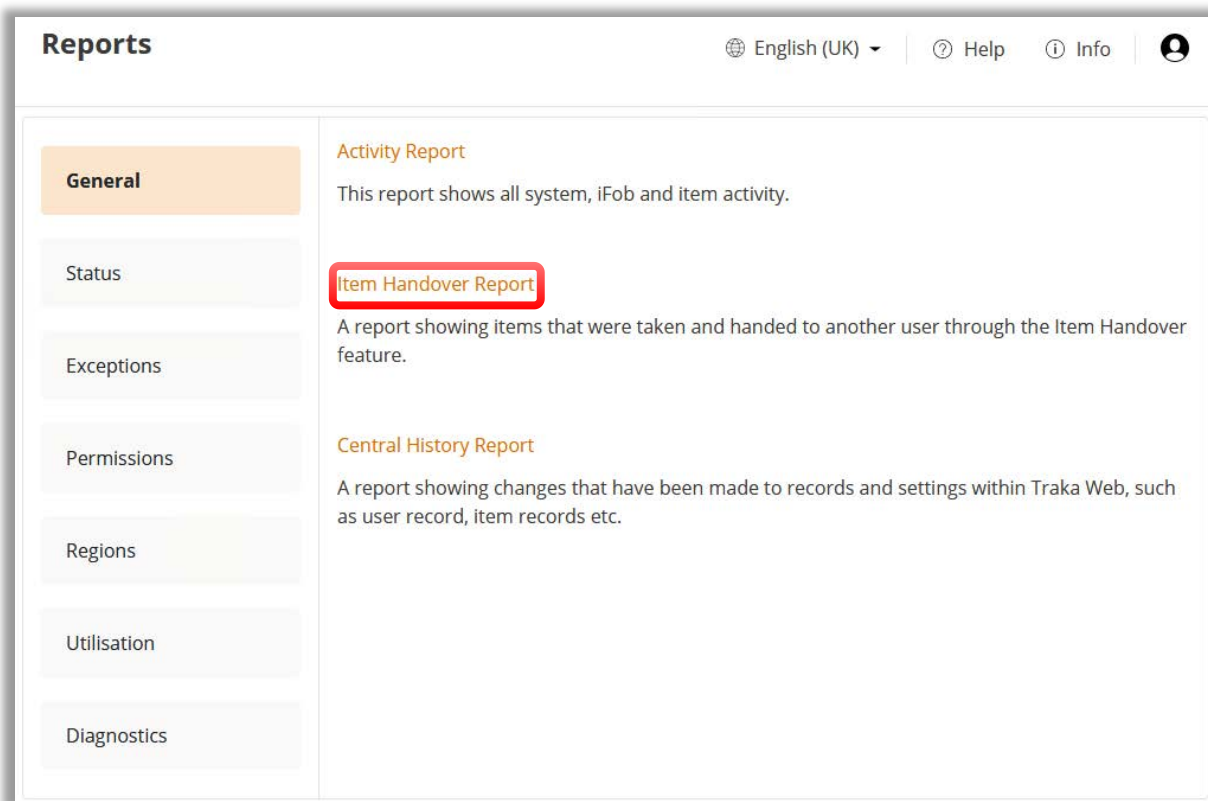 Reports
English (UK)
Help
Info
General
Status
Exceptions
Permissions
Regions
Utilisation
Diagnostics
Activity Report
This report shows all system, iFob and item activity.
Item Handover Report
A report showing items that were taken and handed to another user through the Item Handover
feature.
Central History Report
A report showing changes that have been made to records and settings within Traka Web, such
as user record, item records etc.